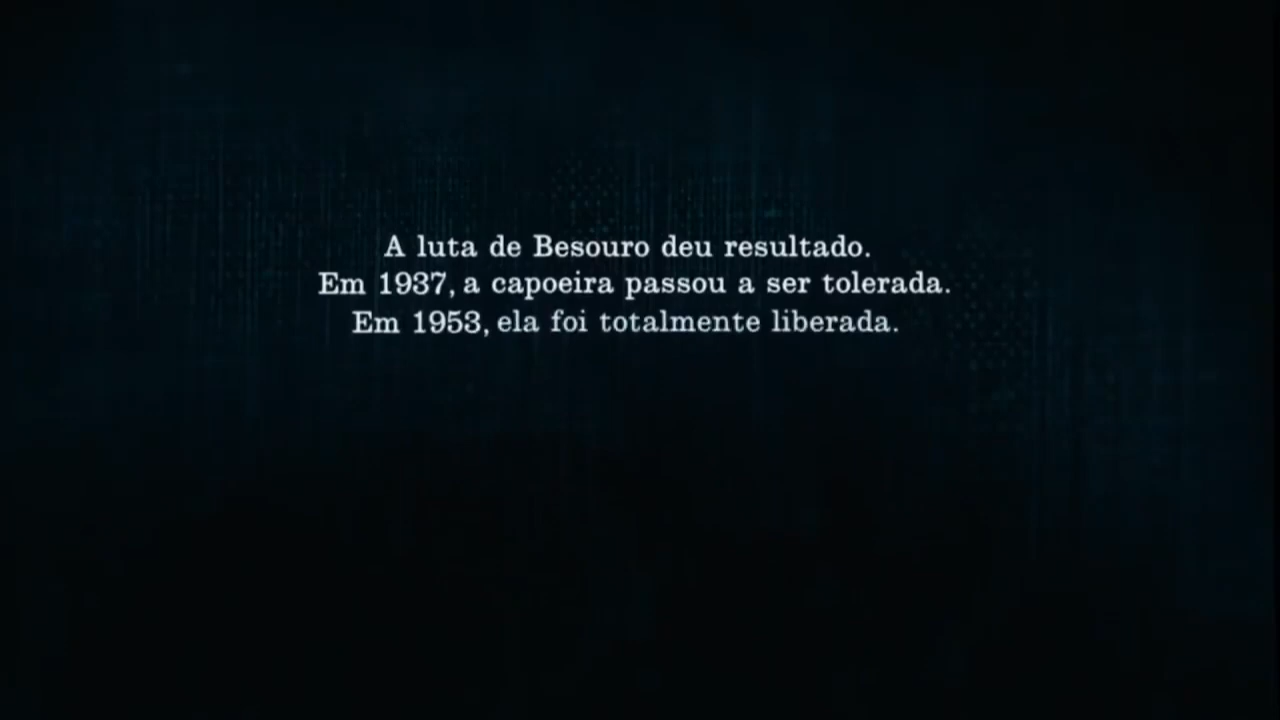 A luta de Besouro deu resultado.
Em 1937, a capoeira passou a ser tolerada.
Em 1953, ela foi totalmente liberada.